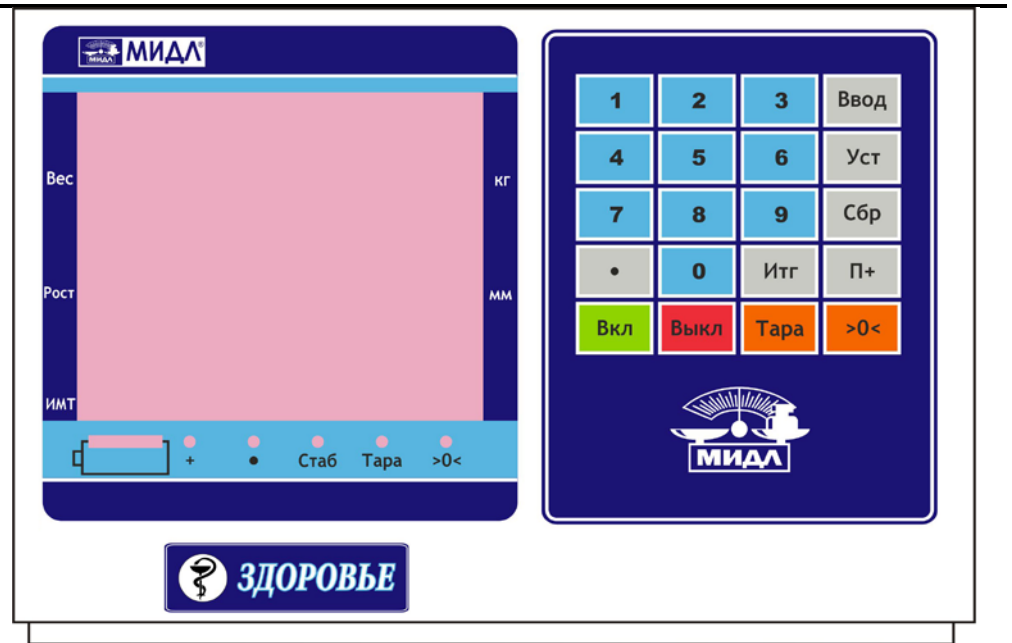 МИДЛ МИДЛ®
Вес
кг
Рост
мм
ИМТ
+ • Стаб Тара >0<
1 2 3 Ввод
4 5 6 Уст
7 8 9 Сбр
• 0 Итг П+
Вкл Выкл Тара >0<
МИДЛ
ЗДОРОВЬЕ